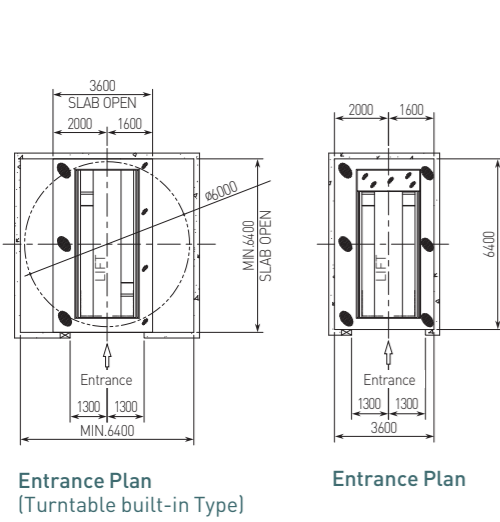 3600
SLAB OPEN
2000 1600
ø6000
LIFT
MIN.6400
SLAB OPEN
Entrance
1300 1300
MIN.6400
Entrance Plan
(Turntable built-in Type)
2000 1600
LIFT
6400
Entrance
1300 1300
3600
Entrance Plan